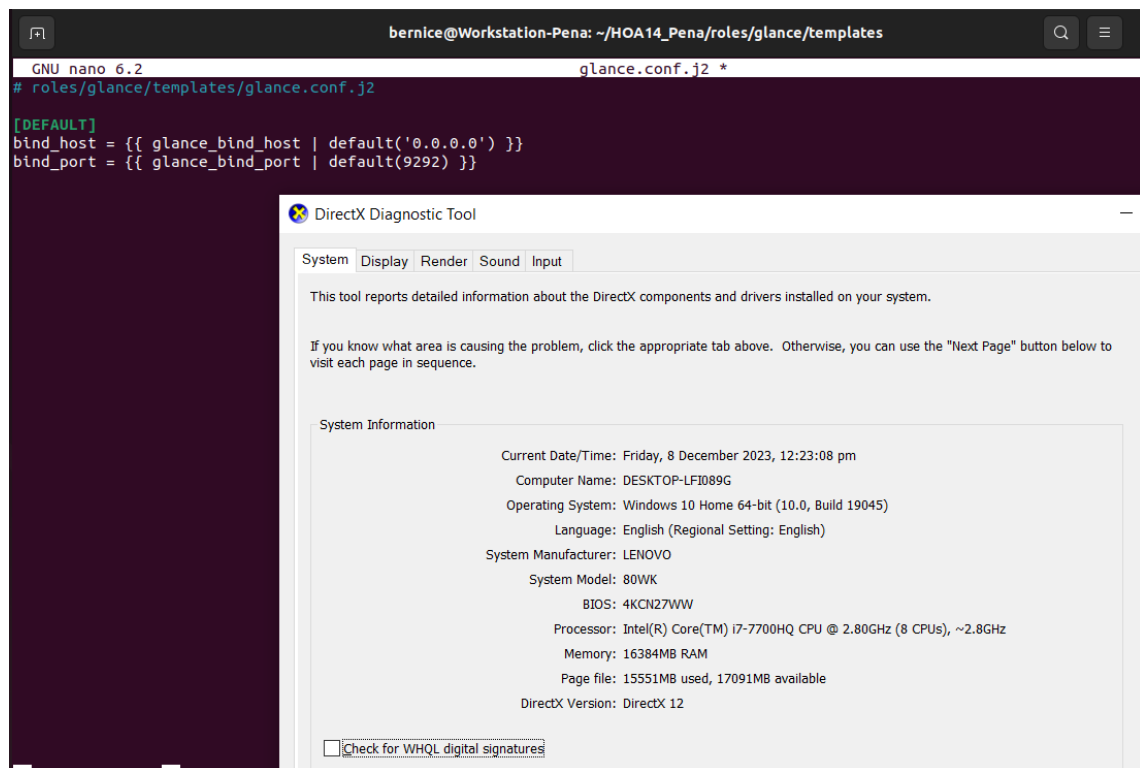 bernice@Workstation-Pena: ~/HOA14_Pena/roles/glance/templates
GNU nano 6.2 glance.conf.j2 *
# roles/glance/templates/glance.conf.j2
[DEFAULT]
bind_host = {{ glance_bind_host | default('0.0.0.0') }}
bind_port = {{ glance_bind_port | default(9292) }}
DirectX Diagnostic Tool
System Display Render Sound Input
This tool reports detailed information about the DirectX components and drivers installed on your system.
If you know what area is causing the problem, click the appropriate tab above.  Otherwise, you can use the "Next Page" button below to
visit each page in sequence.
System Information
Current Date/Time: Friday, 8 December 2023, 12:23:08 pm
Computer Name: DESKTOP-LFI089G
Operating System: Windows 10 Home 64-bit (10.0, Build 19045)
Language: English (Regional Setting: English)
System Manufacturer: LENOVO
System Model: 80WK
BIOS: 4KCN27WW
Processor: Intel(R) Core(TM) i7-7700HQ CPU @ 2.80GHz (8 CPUs), ~2.8GHz
Memory: 16384MB RAM
Page file: 15551MB used, 17091MB available
DirectX Version: DirectX 12
Check for WHQL digital signatures